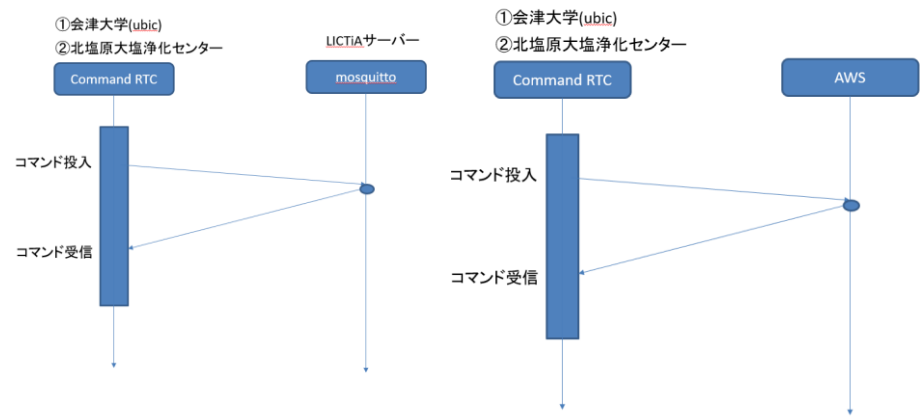 ①会津大学(ubic)
②北塩原大塩浄化センター
LICTiAサーバー
Command RTC
mosquitto
コマンド投入
コマンド受信
①会津大学(ubic)
②北塩原大塩浄化センター
Command RTC
AWS
コマンド投入
コマンド受信